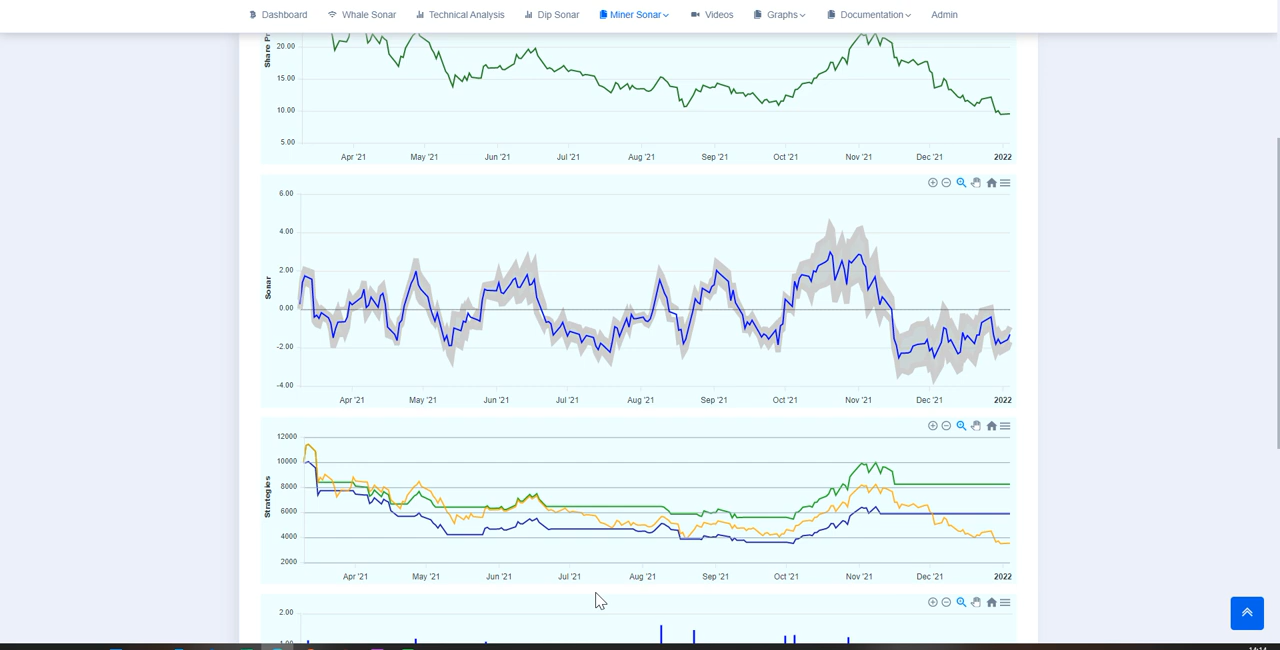 Dashboard Whale Sonar Technical Analysis Dip Sonar Miner Sonar Videos Graphs Documentation Admin
Share Pr
20.00
15.00
10.00
5.00
Apr '21 May '21 Jun '21 Jul '21 Aug '21 Sep '21 Oct '21 Nov '21 Dec '21 2022
Sonar
6.00
4.00
2.00
0.00
-2.00
-4.00
Apr '21 May '21 Jun '21 Jul '21 Aug '21 Sep '21 Oct '21 Nov '21 Dec '21 2022
Strategies
12000
10000
8000
6000
4000
2000
Apr '21 May '21 Jun '21 Jul '21 Aug '21 Sep '21 Oct '21 Nov '21 Dec '21 2022
2.00
1.00